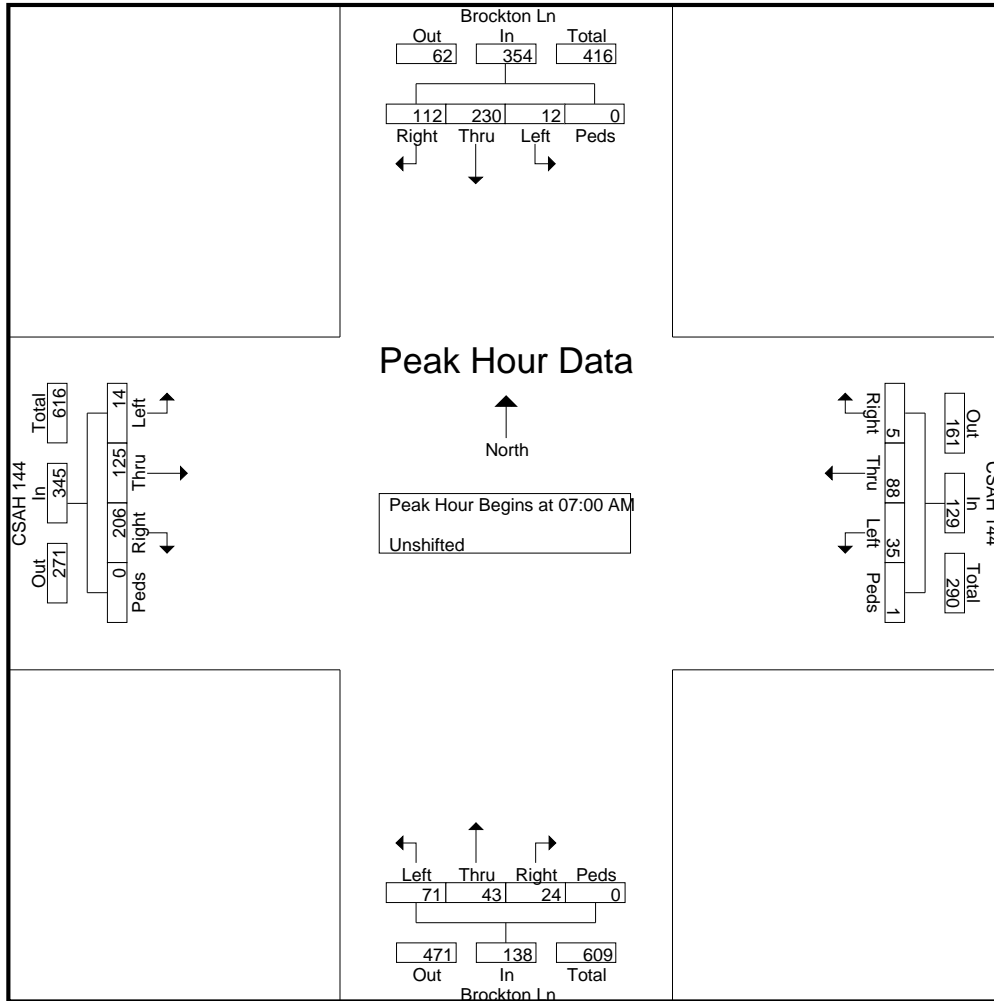 Brockton Ln
Out In Total
62 354 416
112 230 12 0
Right Thru Left Peds
Peak Hour Data
North
Peak Hour Begins at 07:00 AM
Unshifted
CSAH 144
Out In Total
271 345 616
14 125 206 0
Left Thru Right Peds
CSAH 144
Out In Total
161 129 290
5 88 35 1
Right Thru Left Peds
Left Thru Right Peds
71 43 24 0
471 138 609
Out In Total
Brockton Ln